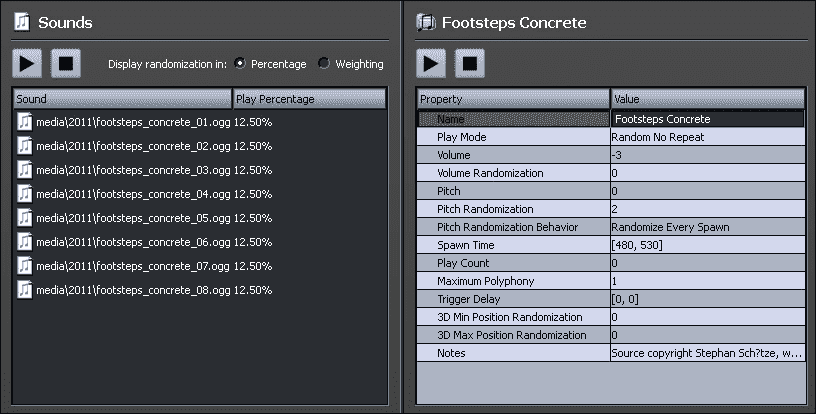 Sounds
Display randomization in: Percentage Weighting
Sound Play Percentage
media\2011\footsteps_concrete_01.ogg 12.50%
media\2011\footsteps_concrete_02.ogg 12.50%
media\2011\footsteps_concrete_03.ogg 12.50%
media\2011\footsteps_concrete_04.ogg 12.50%
media\2011\footsteps_concrete_05.ogg 12.50%
media\2011\footsteps_concrete_06.ogg 12.50%
media\2011\footsteps_concrete_07.ogg 12.50%
media\2011\footsteps_concrete_08.ogg 12.50%
Footsteps Concrete
Property Value
Name Footsteps Concrete
Play Mode Random No Repeat
Volume -3
Volume Randomization 0
Pitch 0
Pitch Randomization 2
Pitch Randomization Behavior Randomize Every Spawn
Spawn Time [480, 530]
Play Count 0
Maximum Polyphony 1
Trigger Delay [0, 0]
3D Min Position Randomization 0
3D Max Position Randomization 0
Notes Source copyright Stephan Sch?tze, w...